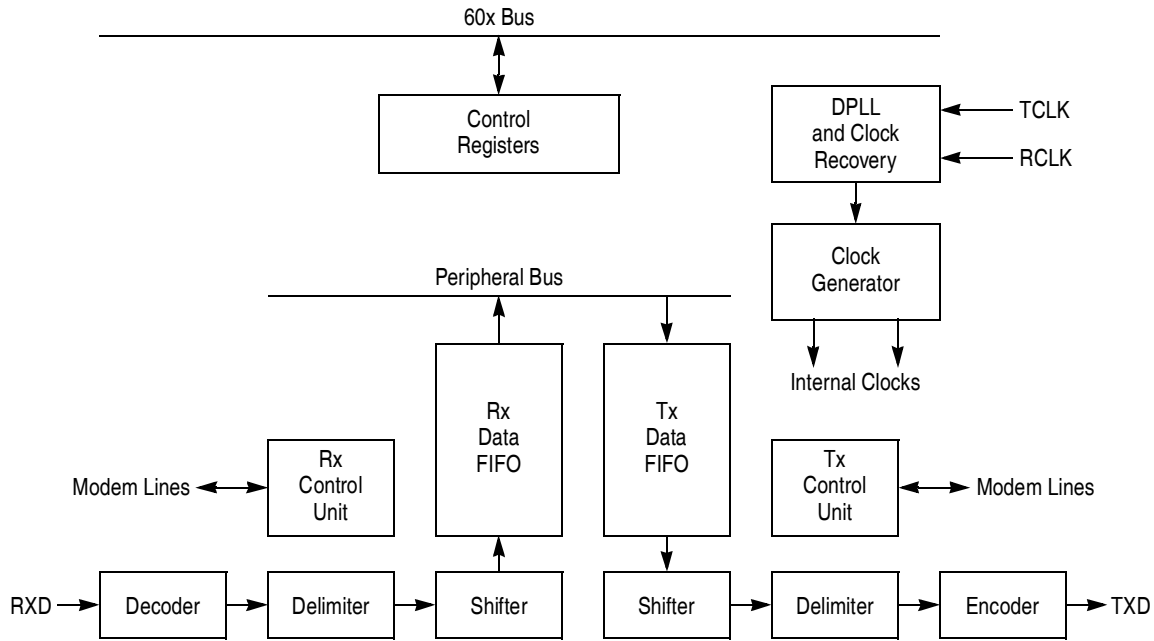 60x Bus
Control
Registers
DPLL
and Clock
Recovery
TCLK
RCLK
Clock
Generator
Internal Clocks
Peripheral Bus
Rx
Data
FIFO
Tx
Data
FIFO
Modem Lines
Rx
Control
Unit
Tx
Control
Unit
Modem Lines
RXD
Decoder
Delimiter
Shifter
Shifter
Delimiter
Encoder
TXD